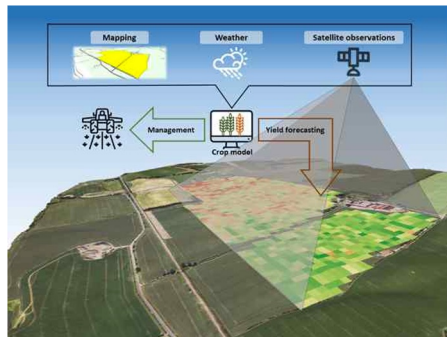 Mapping
Weather
Satellite observations
Management
Yield forecasting
Crop model